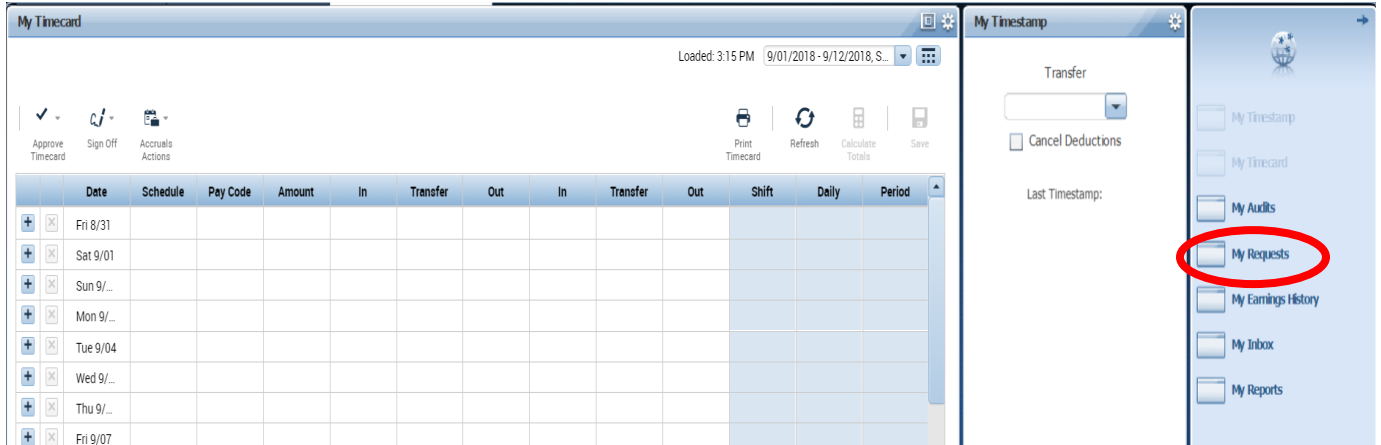 My Timecard
Loaded: 3:15 PM 9/01/2018 - 9/12/2018, S...
Approve Timecard
Sign Off
Accruals Actions
Print Timecard
Refresh
Calculate Totals
Save
Date Schedule Pay Code Amount In Transfer Out In Transfer Out Shift Daily Period
Fri 8/31
Sat 9/01
Sun 9/...
Mon 9/...
Tue 9/04
Wed 9/...
Thu 9/...
Fri 9/07
My Timestamp
Transfer
Cancel Deductions
Last Timestamp:
My Timestamp
My Timecard
My Audits
My Requests
My Earnings History
My Inbox
My Reports